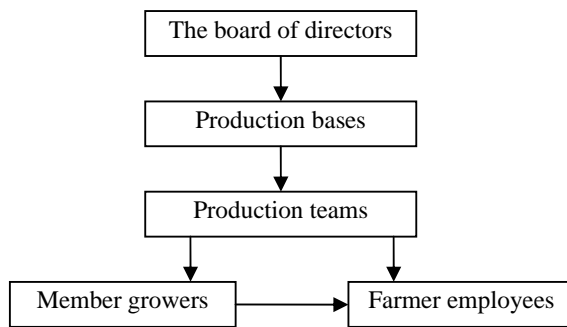 The board of directors
Production bases
Production teams
Member growers
Farmer employees